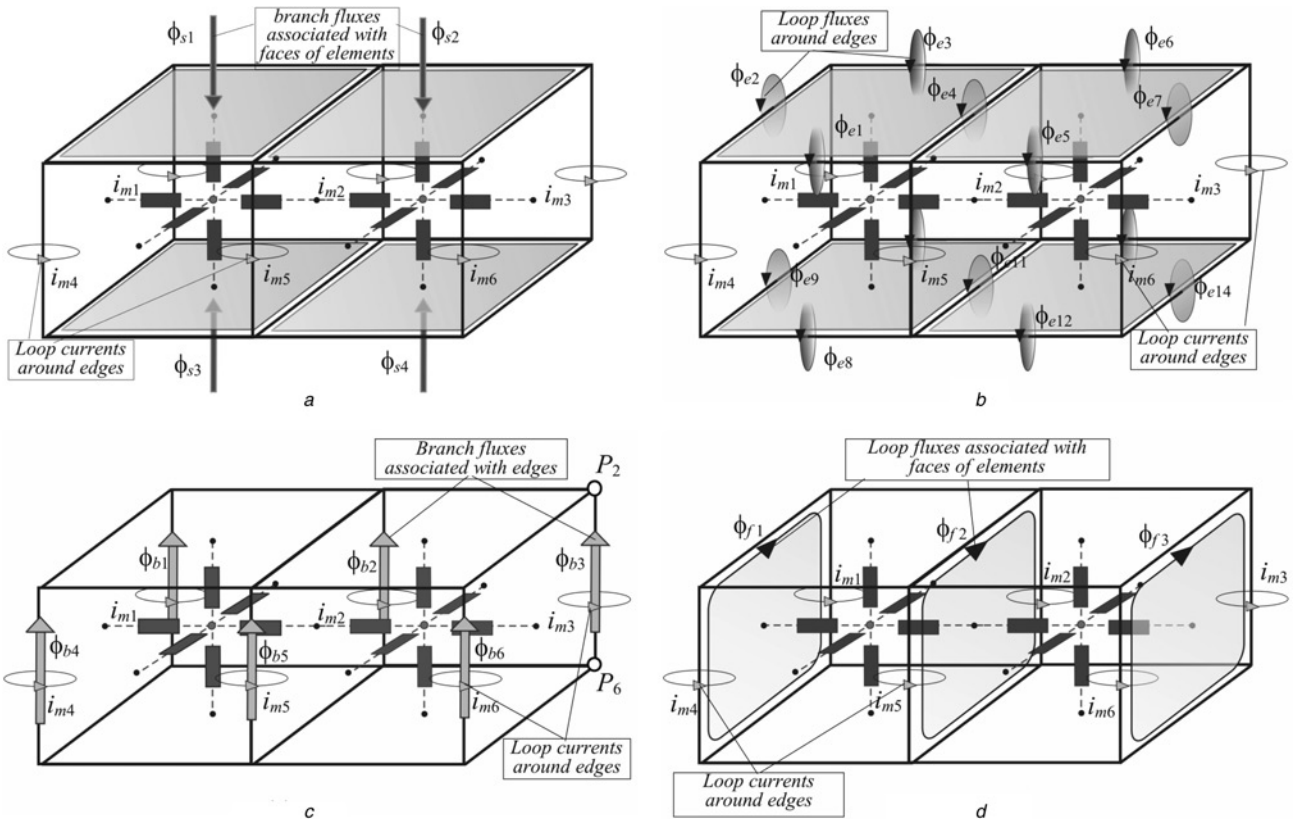 branch fluxes
associated with
faces of elements
ϕs1
ϕs2
im1
im2
im3
im4
im5
im6
Loop currents
around edges
ϕs3
ϕs4
a
Loop fluxes
around edges
ϕe3
ϕe6
ϕe2
ϕe4
ϕe7
ϕe1
ϕe5
im1
im2
im3
im4
im5
im6
ϕe9
ϕe11
ϕe14
ϕe12
ϕe8
Loop currents
around edges
b
Branch fluxes
associated with edges
P2
ϕb1
ϕb2
ϕb3
im1
im2
im3
ϕb4
ϕb5
ϕb6
P6
im4
im5
im6
Loop currents
around edges
c
Loop fluxes associated with
faces of elements
ϕf1
ϕf2
ϕf3
im1
im2
im3
im4
im5
im6
Loop currents
around edges
d